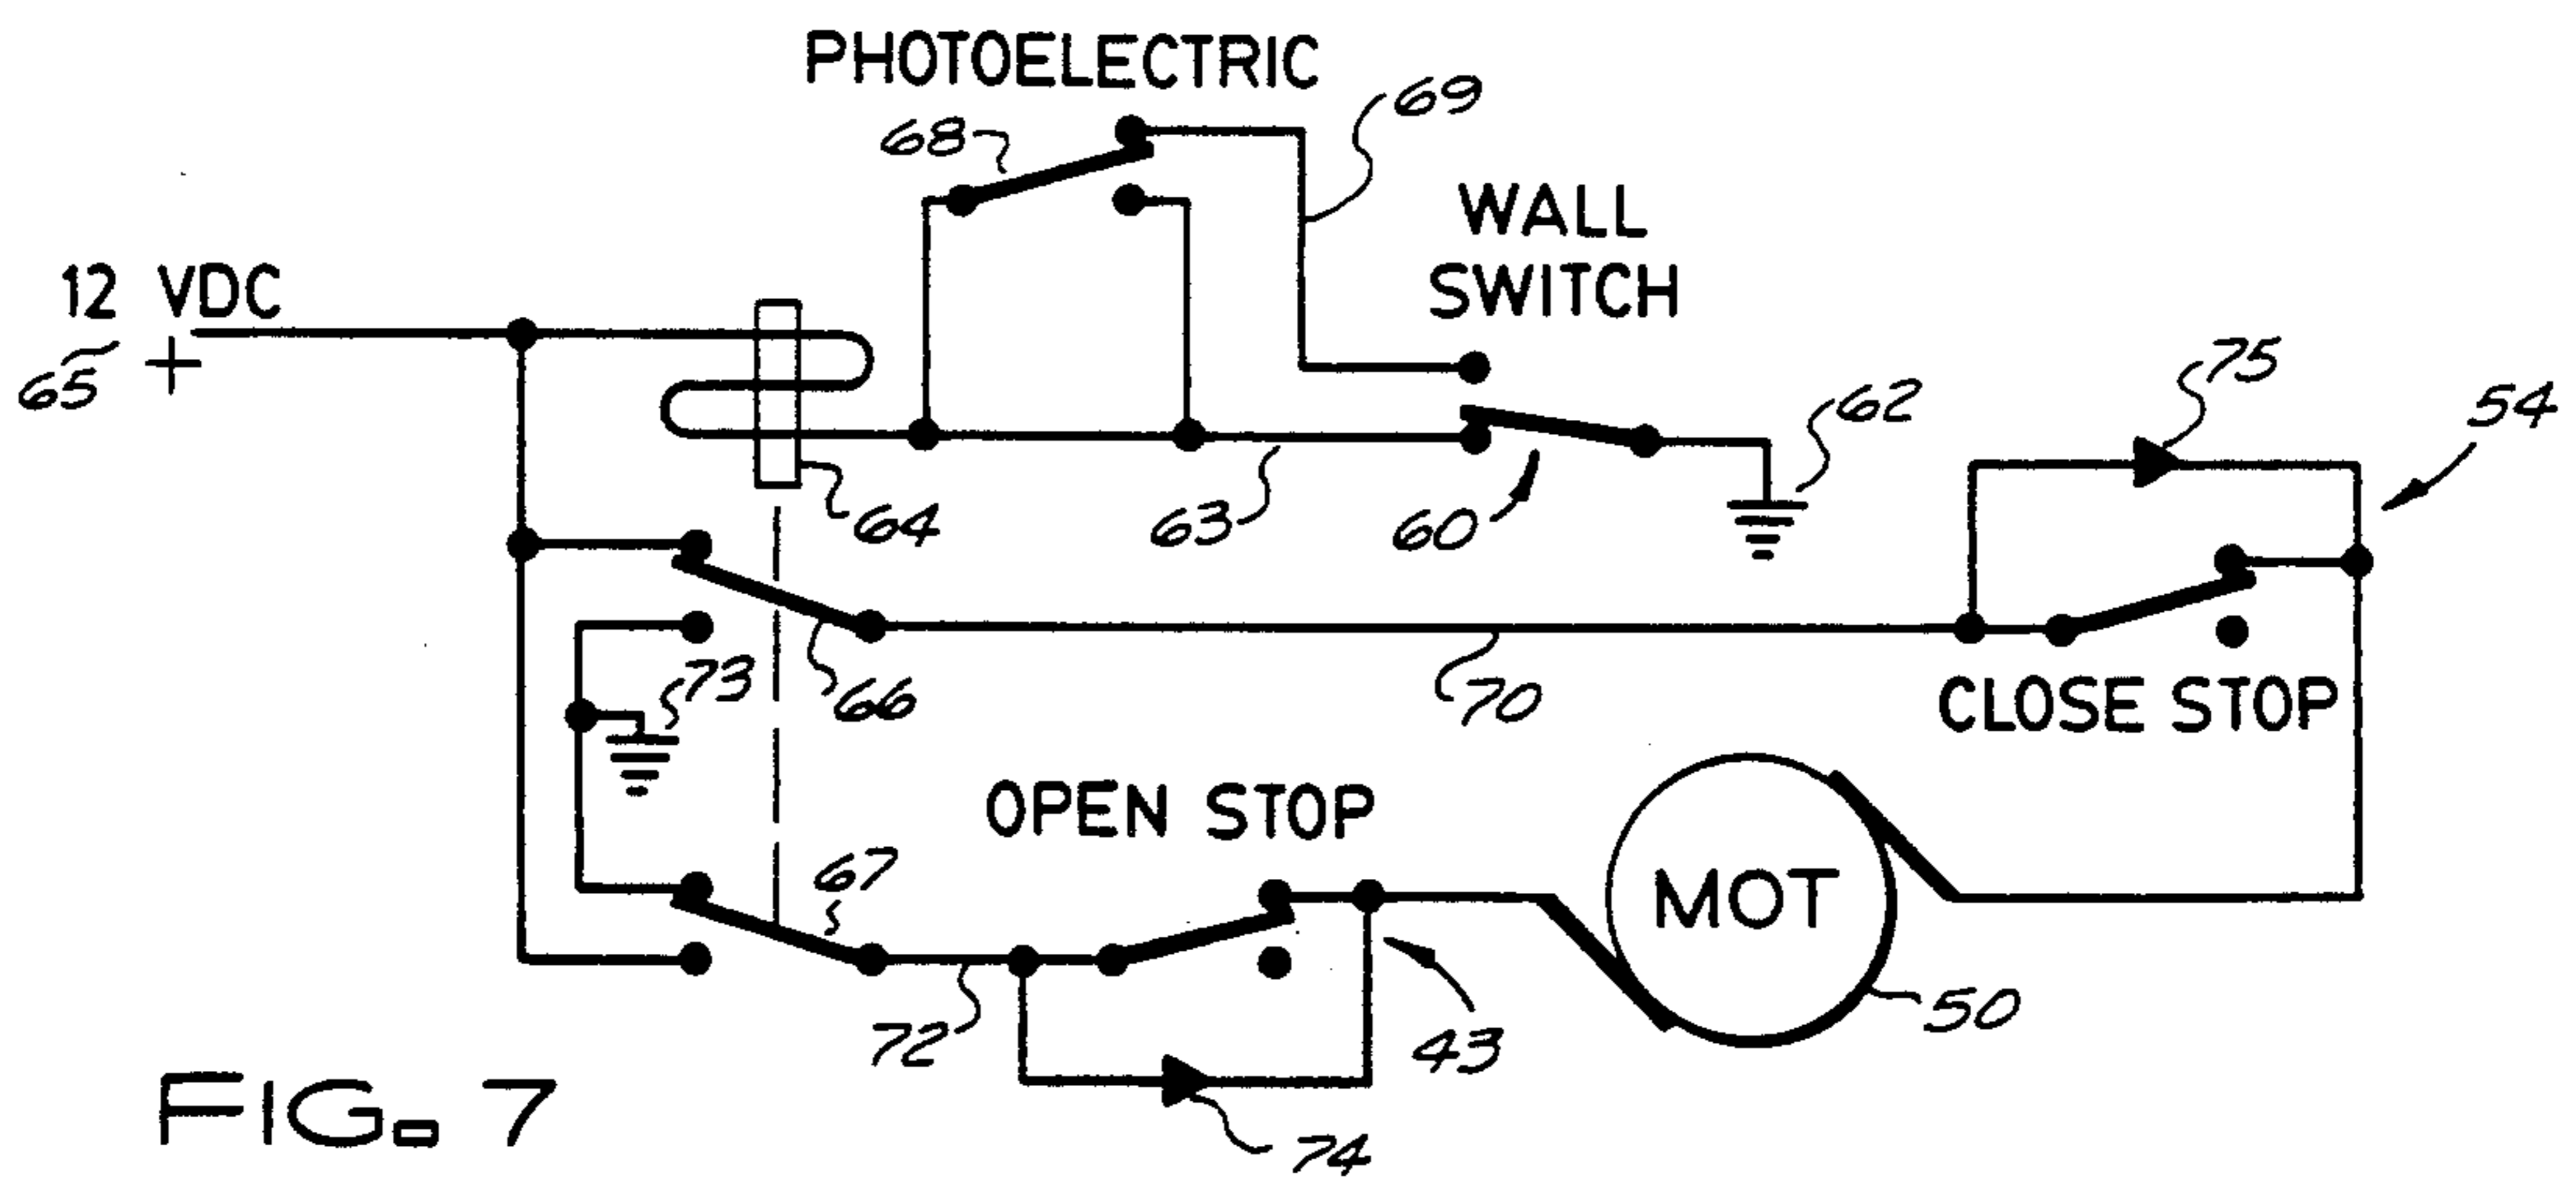 PHOTOELECTRIC
68
69
WALL
SWITCH
12 VDC
+
65
64
63
60
62
75
54
73
66
70
CLOSE STOP
OPEN STOP
67
MOT
72
43
50
74
FIG. 7